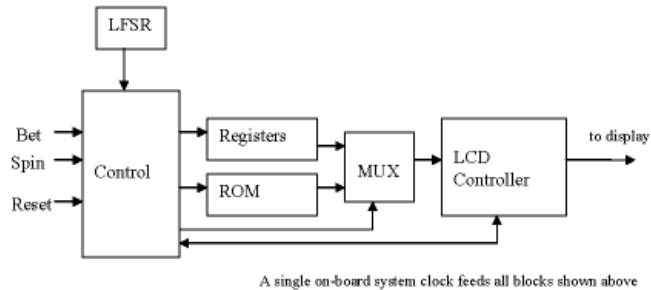 LFSR
Bet
Spin
Reset
Control
Registers
ROM
MUX
LCD
Controller
to display
A single on-board system clock feeds all blocks shown above